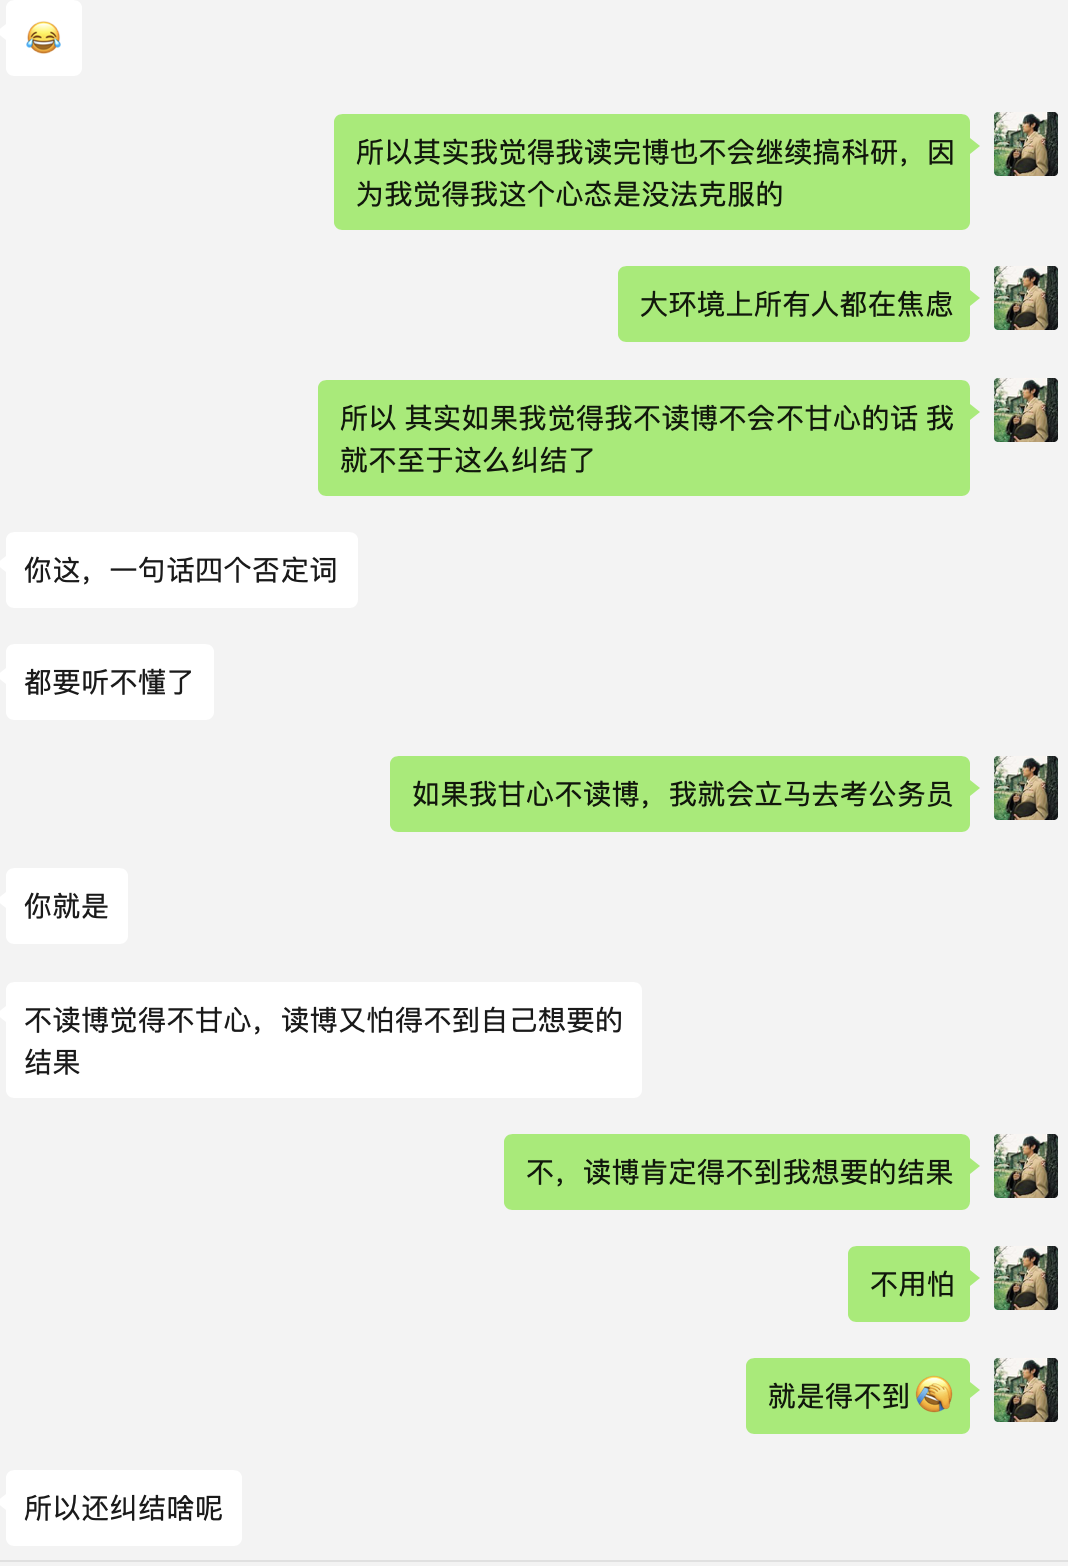 😂
所以其实我觉得我读完博也不会继续搞科研，因
为我觉得我这个心态是没法克服的
大环境上所有人都在焦虑
所以 其实如果我觉得我不读博不会不甘心的话 我
就不至于这么纠结了
你这，一句话四个否定词
都要听不懂了
如果我甘心不读博，我就会立马去考公务员
你就是
不读博觉得不甘心，读博又怕得不到自己想要的
结果
不，读博肯定得不到我想要的结果
不用怕
就是得不到
所以还纠结啥呢